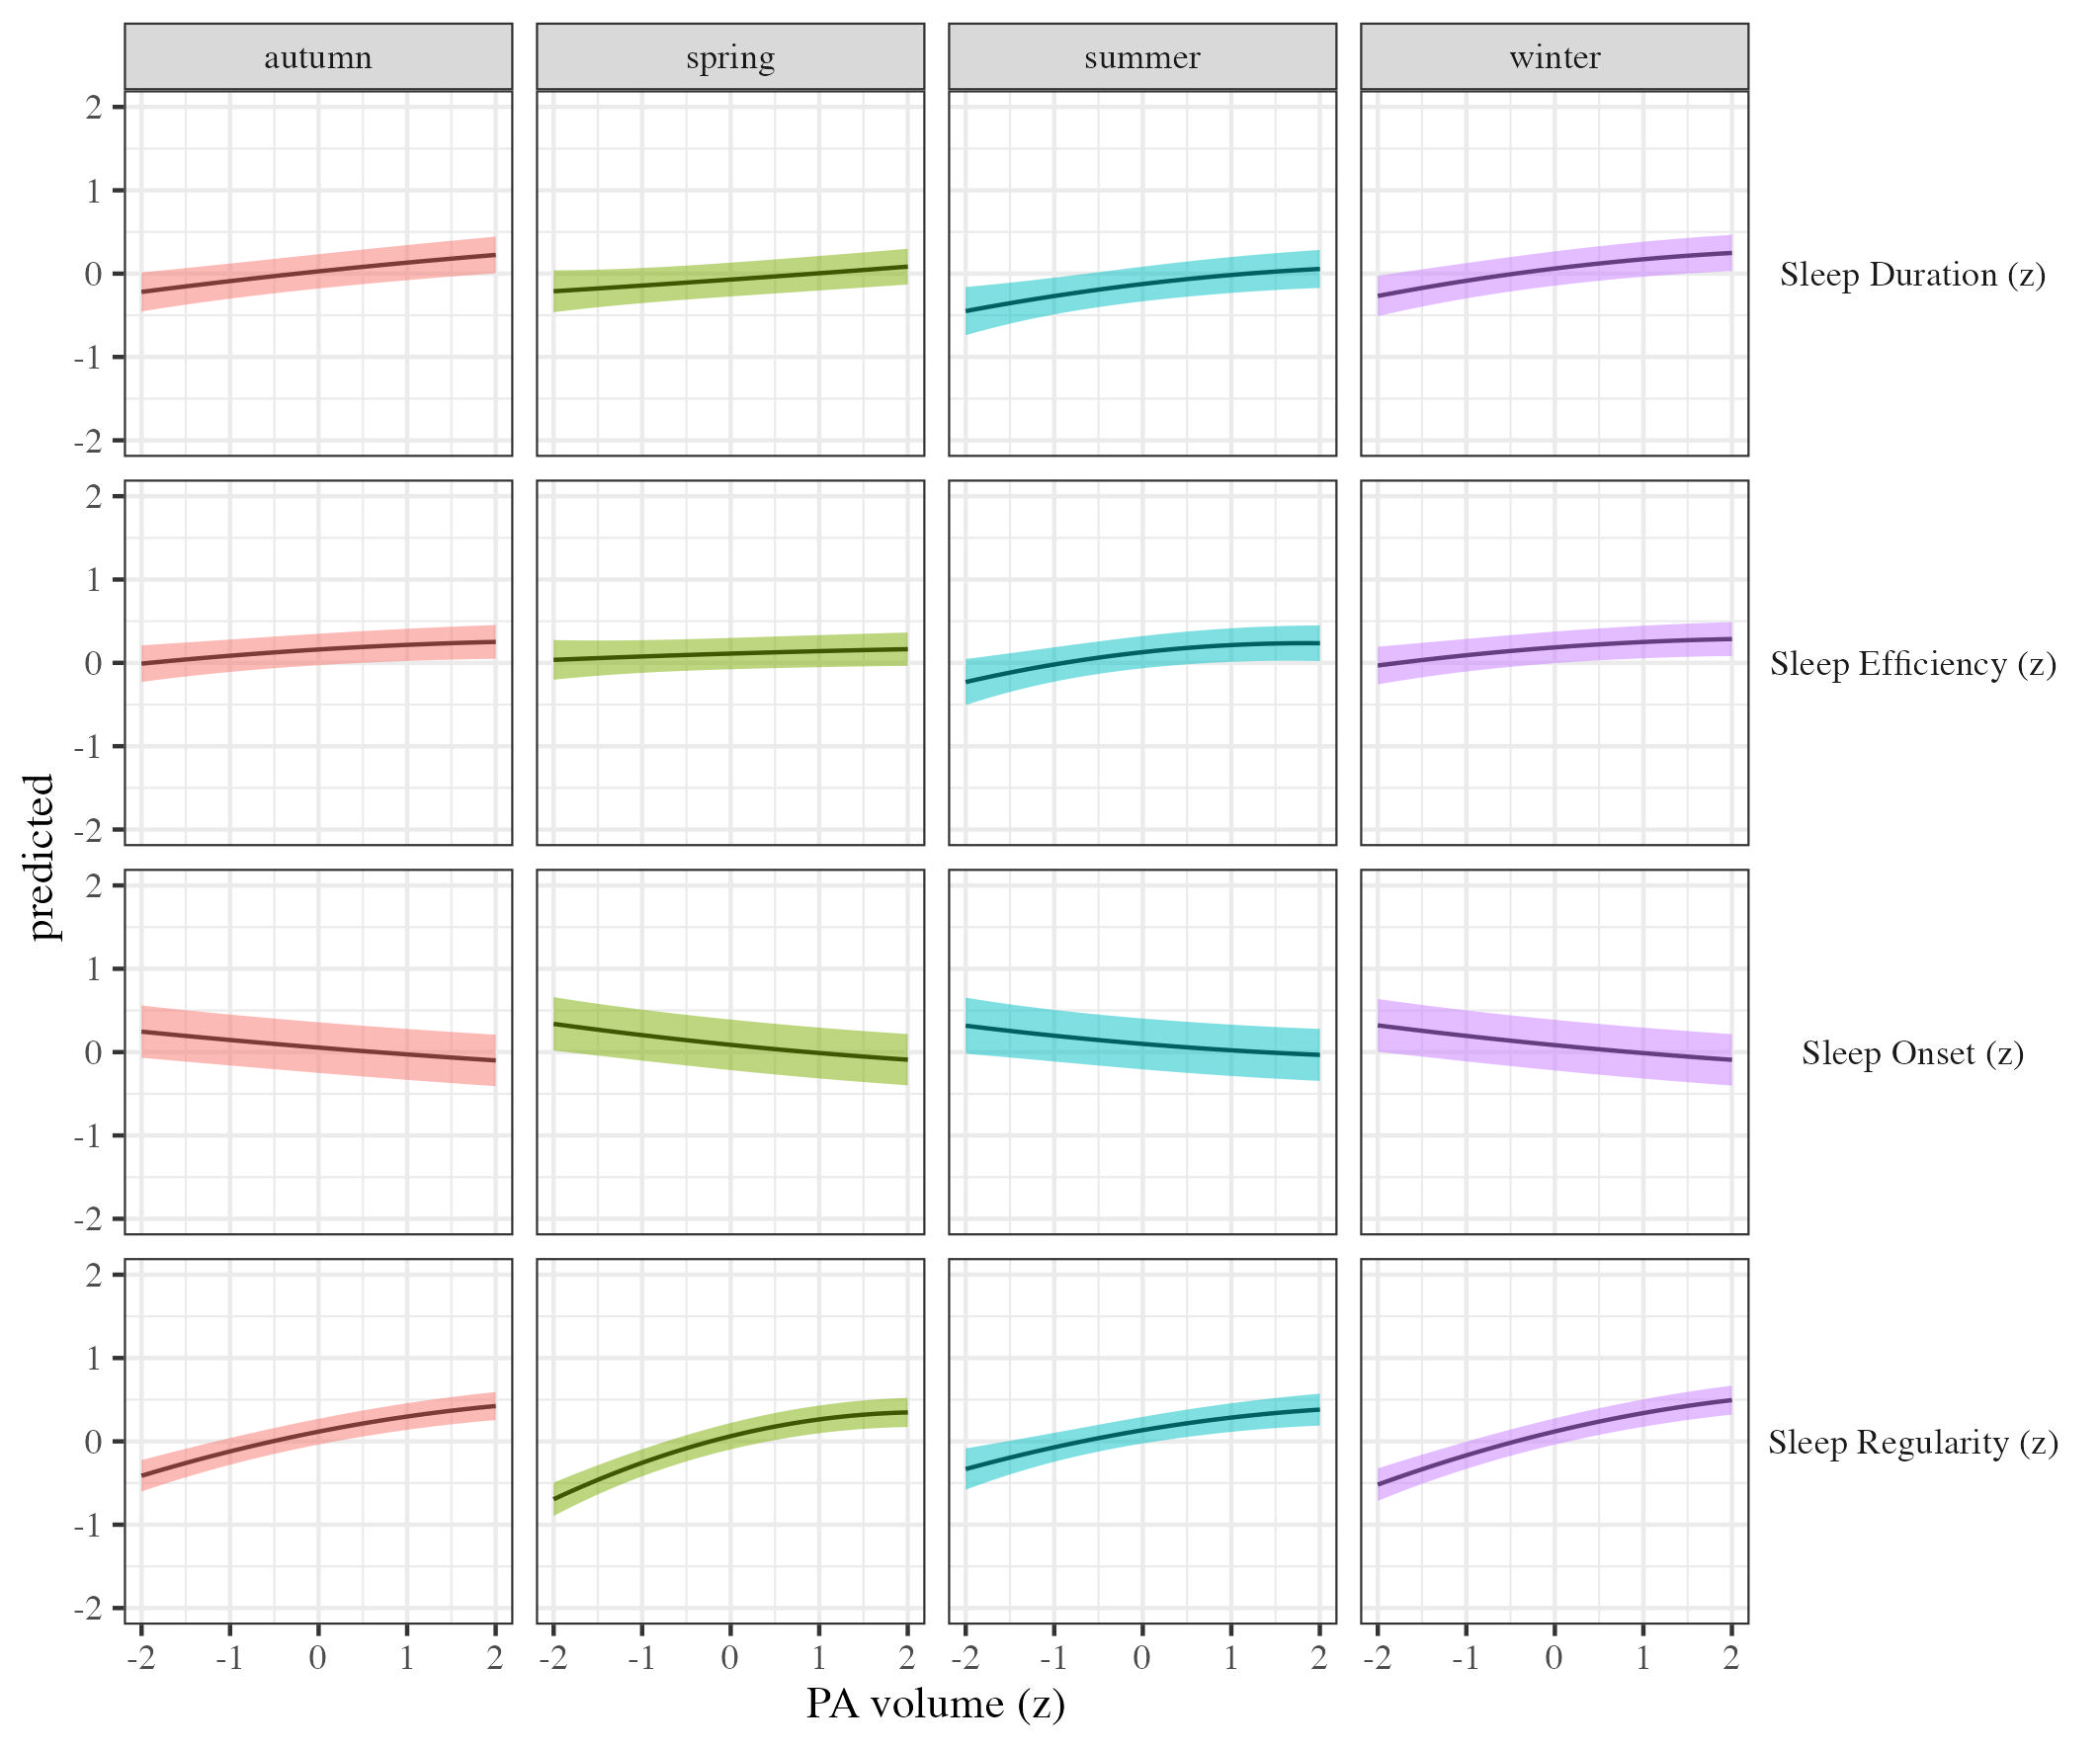 autumn spring summer winter
2
1
0
-1
-2
Sleep Duration (z)
2
1
0
-1
-2
Sleep Efficiency (z)
predicted
2
1
0
-1
-2
Sleep Onset (z)
2
1
0
-1
-2
Sleep Regularity (z)
-2 -1 0 1 2 -2 -1 0 1 2 -2 -1 0 1 2 -2 -1 0 1 2
PA volume (z)